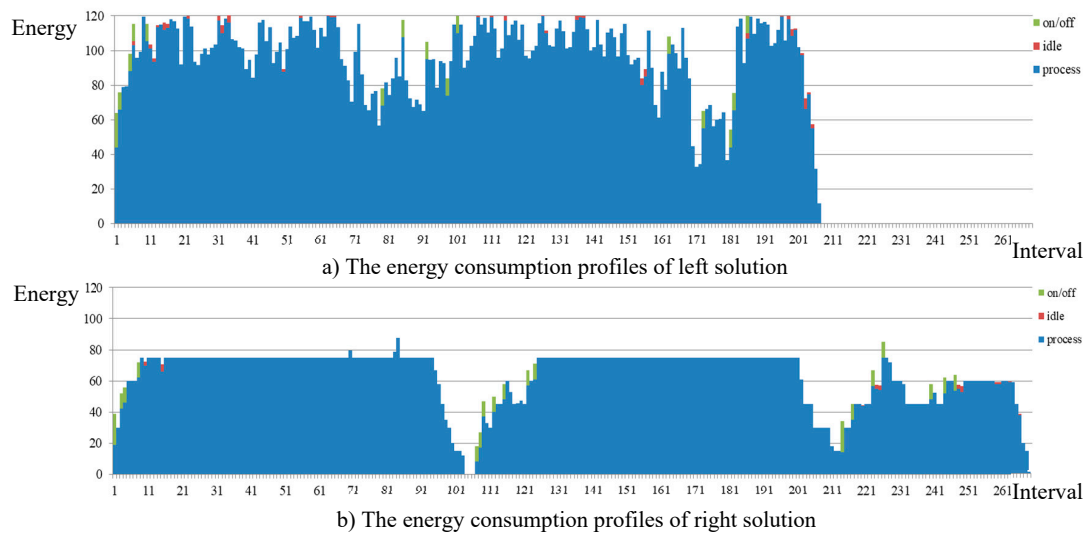 Energy
120
100
80
60
40
20
0
on/off
idle
process
1 11 21 31 41 51 61 71 81 91 101 111 121 131 141 151 161 171 181 191 201 211 221 231 241 251 261
Interval
a) The energy consumption profiles of left solution
Energy
120
100
80
60
40
20
0
on/off
idle
process
1 11 21 31 41 51 61 71 81 91 101 111 121 131 141 151 161 171 181 191 201 211 221 231 241 251 261
Interval
b) The energy consumption profiles of right solution